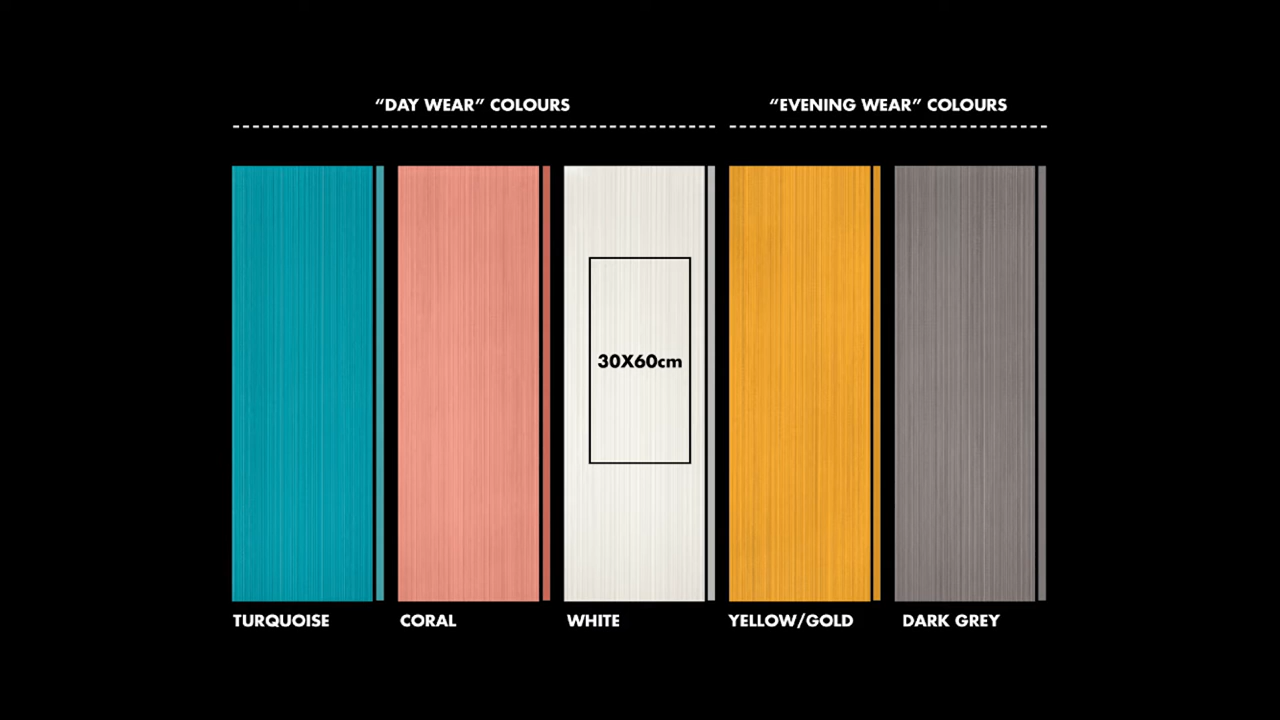 “DAY WEAR” COLOURS
“EVENING WEAR” COLOURS
30X60cm
TURQUOISE
CORAL
WHITE
YELLOW/GOLD
DARK GREY